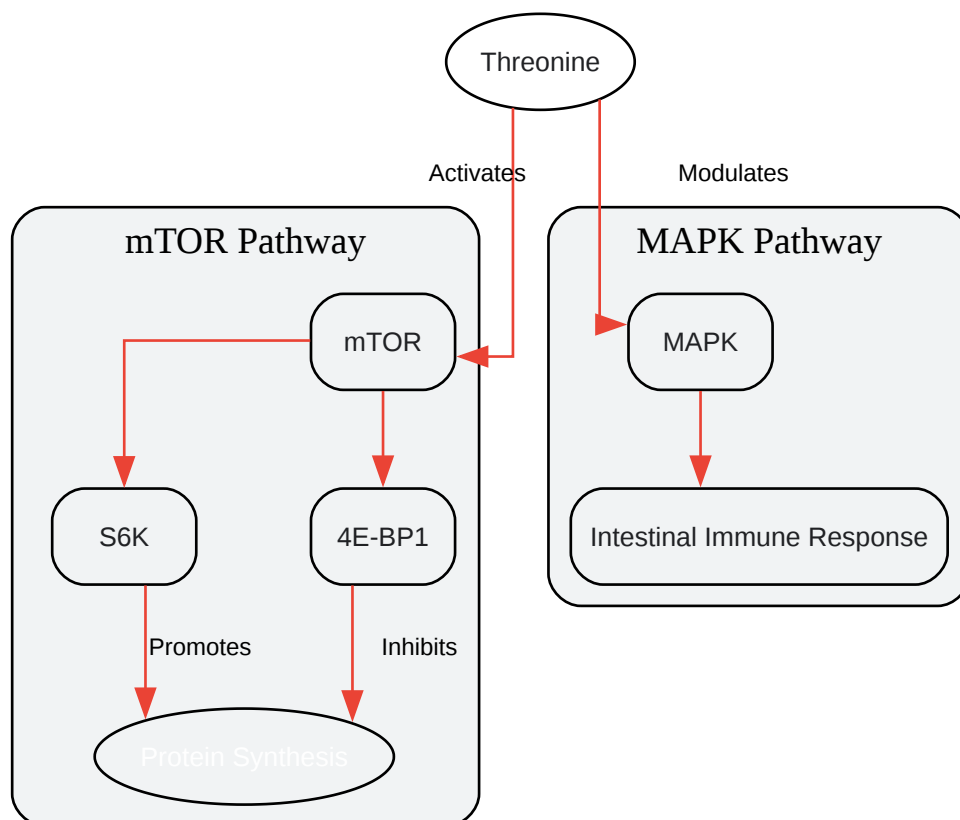 Threonine
Activates
Modulates
mTOR Pathway
MAPK Pathway
mTOR
MAPK
S6K
4E-BP1
Intestinal Immune Response
Promotes
Inhibits
Protein Synthesis